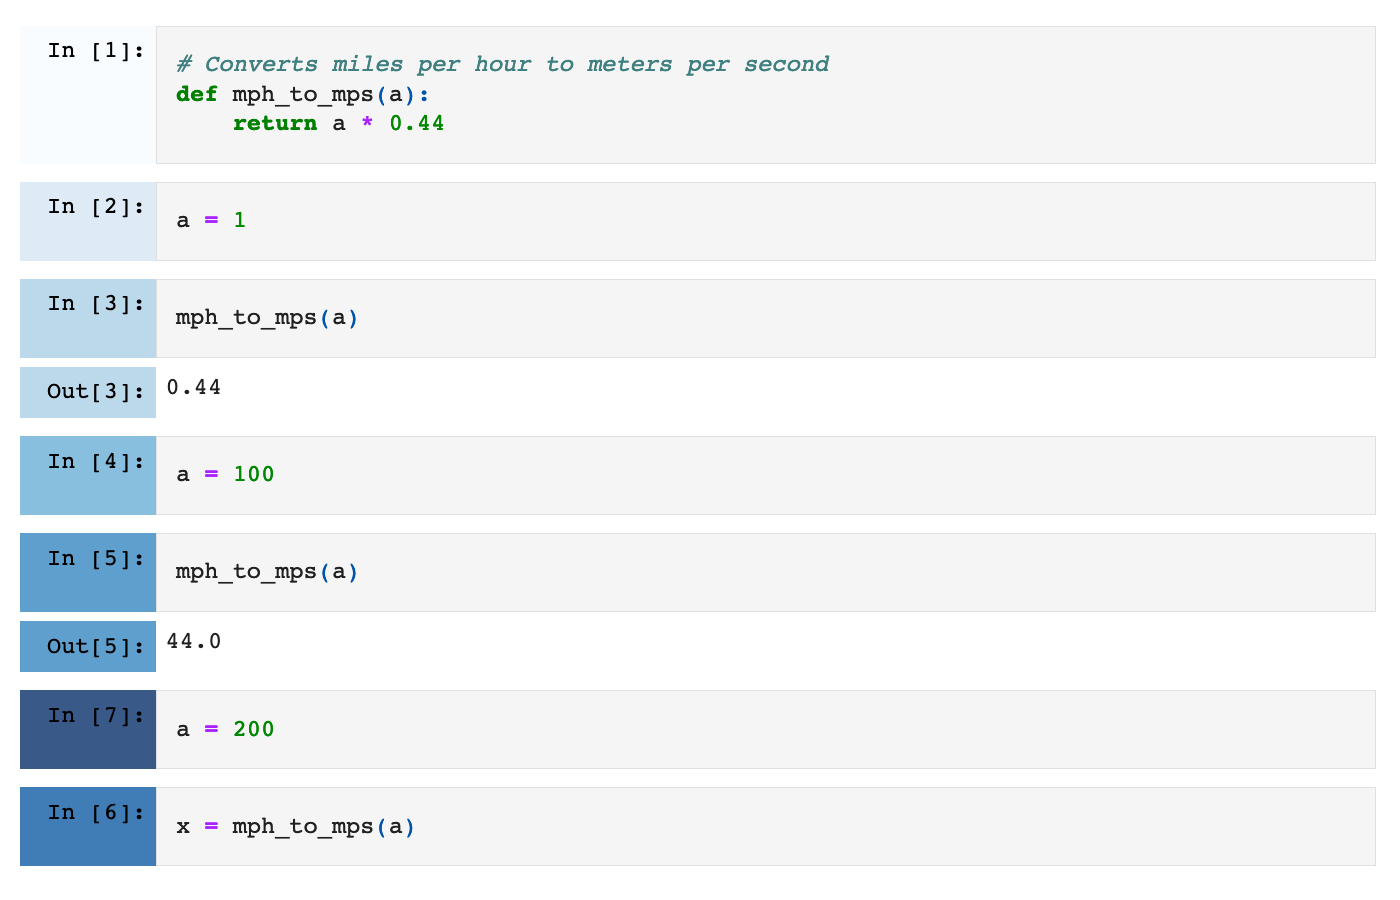 In [1]:
# Converts miles per hour to meters per second
def mph_to_mps(a):
    return a * 0.44
In [2]:
a = 1
In [3]:
mph_to_mps(a)
Out[3]:
0.44
In [4]:
a = 100
In [5]:
mph_to_mps(a)
Out[5]:
44.0
In [7]:
a = 200
In [6]:
x = mph_to_mps(a)